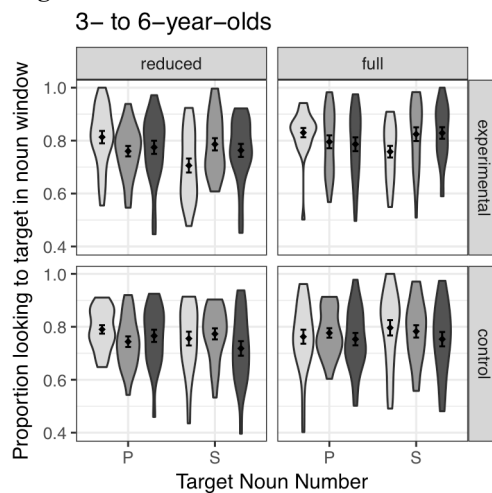 3− to 6−year−olds
reduced
full
Proportion looking to target in noun window
1.0
0.8
0.6
0.4
experimental
1.0
0.8
0.6
0.4
control
P
S
P
S
Target Noun Number